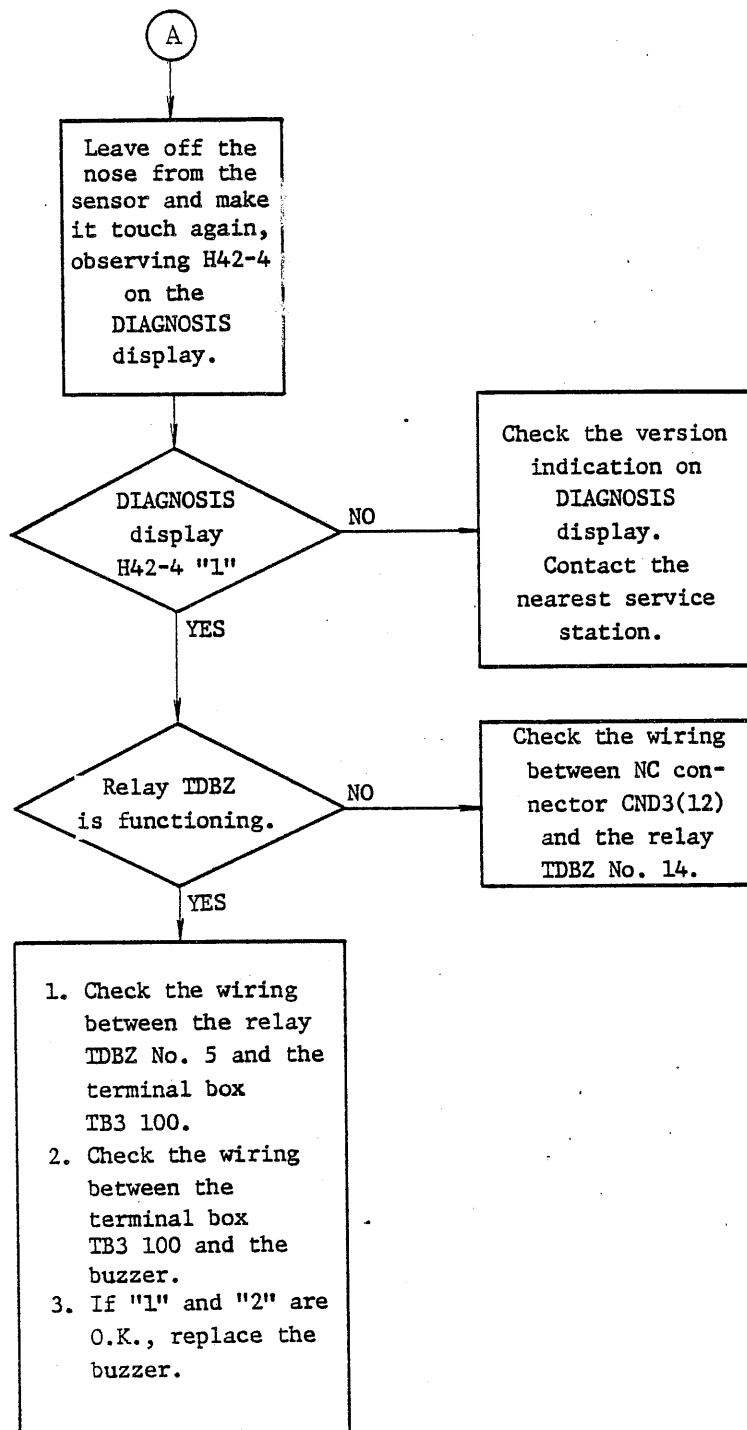 A
Leave off the
nose from the
sensor and make
it touch again,
observing H42-4
on the
DIAGNOSIS
display.
DIAGNOSIS
display
H42-4 "1"
NO
YES
Check the version
indication on
DIAGNOSIS
display.
Contact the
nearest service
station.
Relay TDBZ
is functioning.
NO
YES
Check the wiring
between NC con-
nector CND3(12)
and the relay
TDBZ No. 14.
1. Check the wiring
between the relay
TDBZ No. 5 and the
terminal box
TB3 100.
2. Check the wiring
between the
terminal box
TB3 100 and the
buzzer.
3. If "1" and "2" are
O.K., replace the
buzzer.